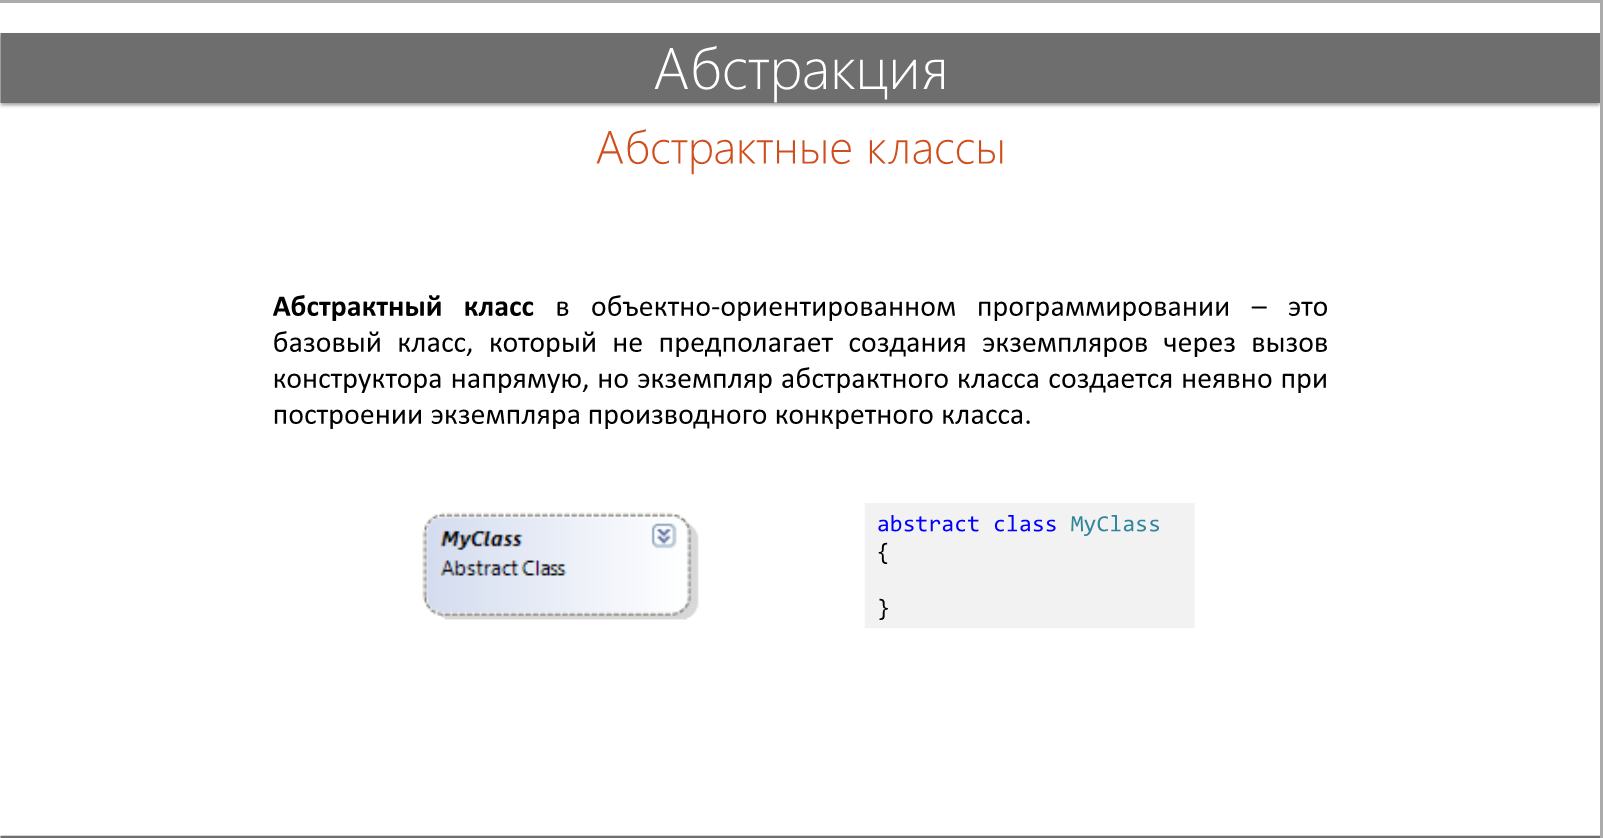 Абстракция
Абстрактные классы
Абстрактный класс в объектно-ориентированном программировании – это
базовый класс, который не предполагает создания экземпляров через вызов
конструктора напрямую, но экземпляр абстрактного класса создается неявно при
построении экземпляра производного конкретного класса.
MyClass
Abstract Class
abstract class MyClass
{
}